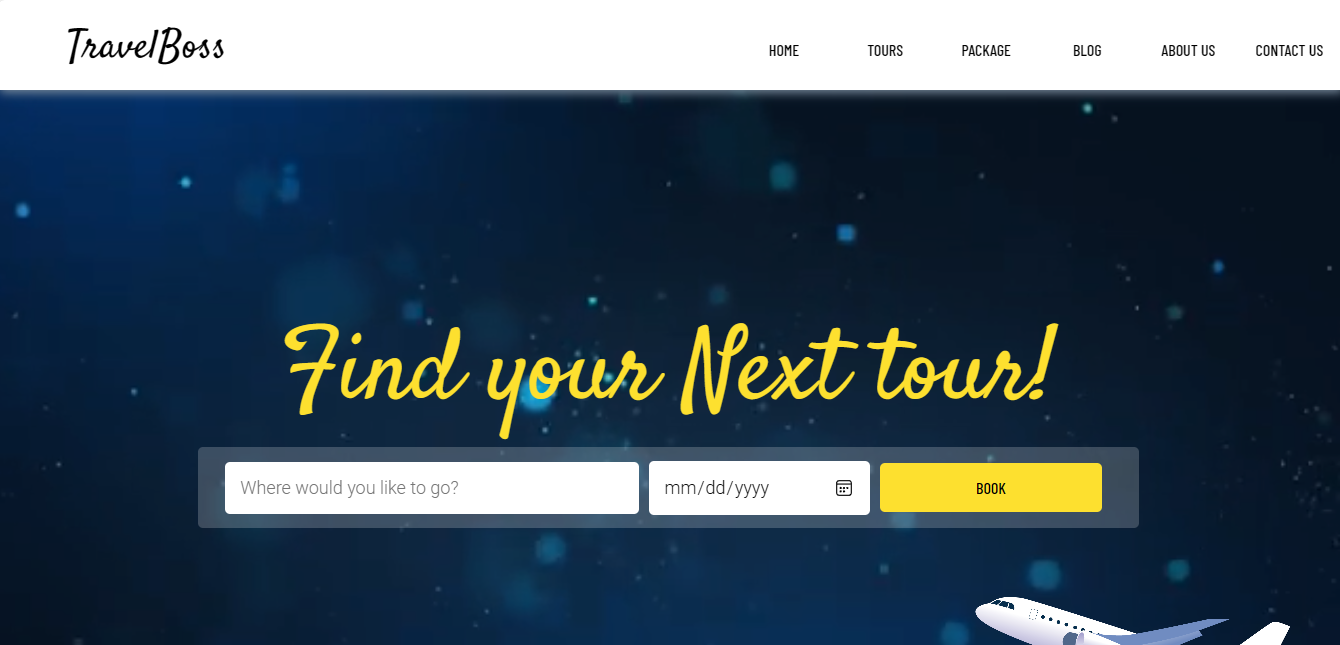 TravelBoss
HOME TOURS PACKAGE BLOG ABOUT US CONTACT US
Find your Next tour!
Where would you like to go? mm/dd/yyyy BOOK